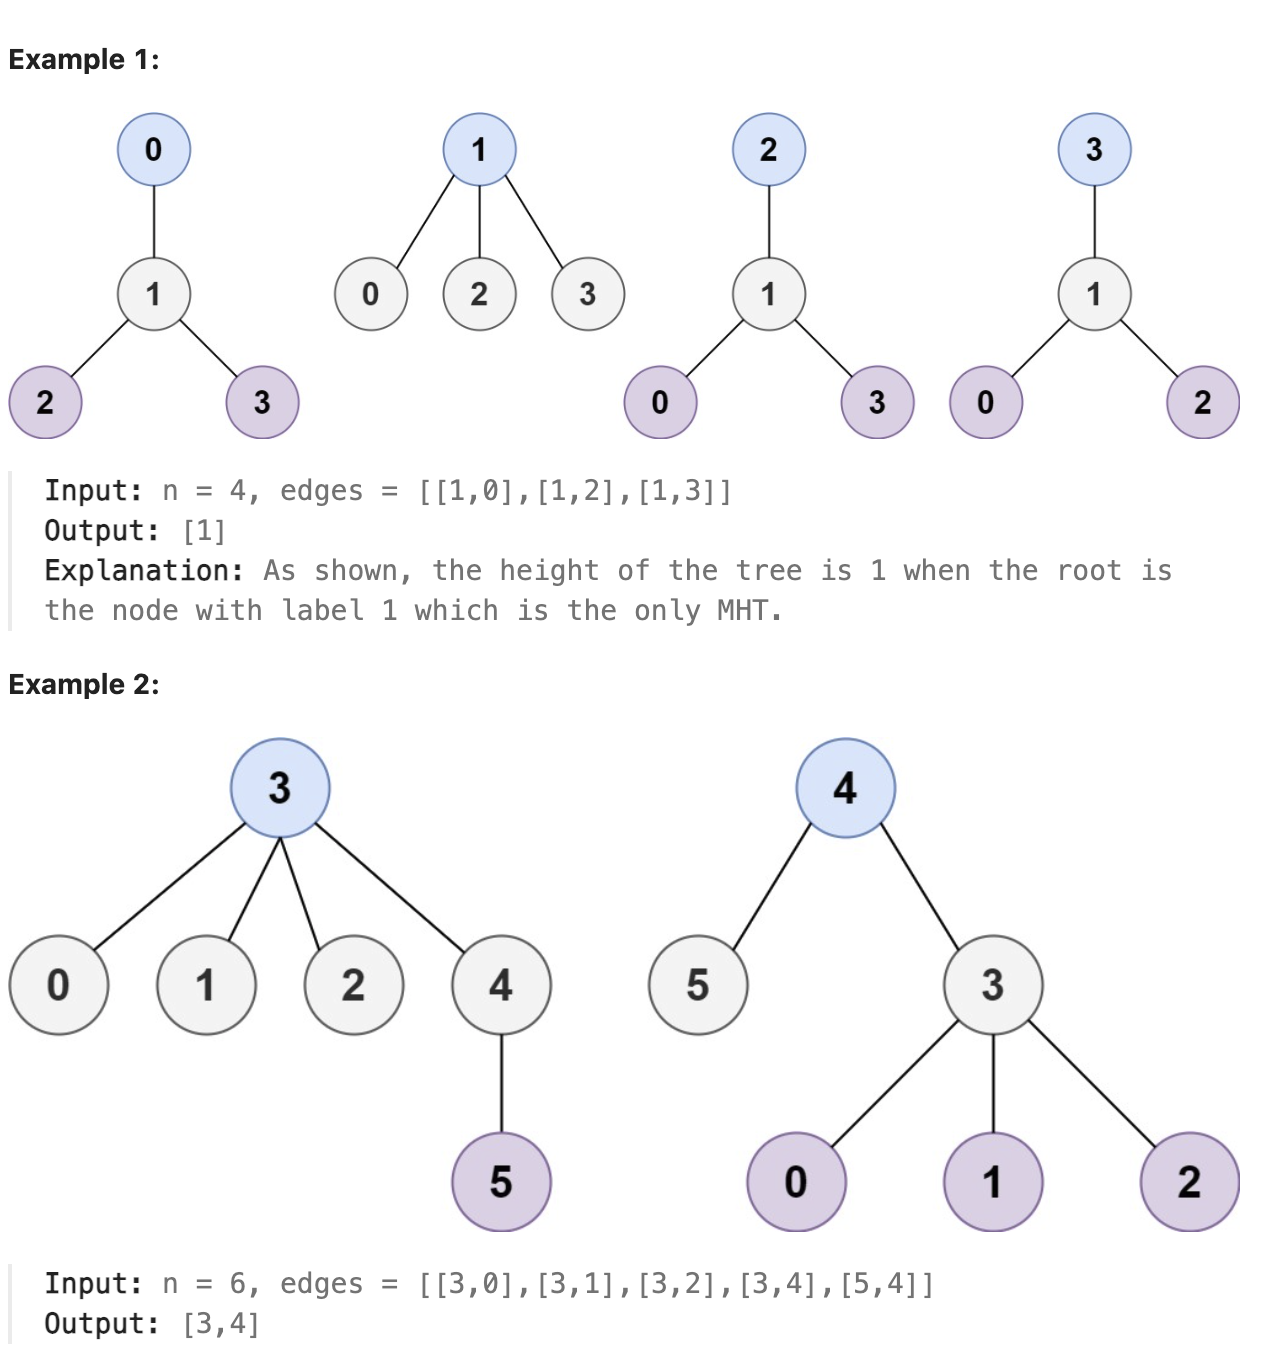 Example 1:
0 1 2 3
1 0 2 3 1 1
2 3 0 3 0 2
Input: n = 4, edges = [[1,0],[1,2],[1,3]]
Output: [1]
Explanation: As shown, the height of the tree is 1 when the root is
the node with label 1 which is the only MHT.
Example 2:
3 4
0 1 2 4 5 3
5 0 1 2
Input: n = 6, edges = [[3,0],[3,1],[3,2],[3,4],[5,4]]
Output: [3,4]